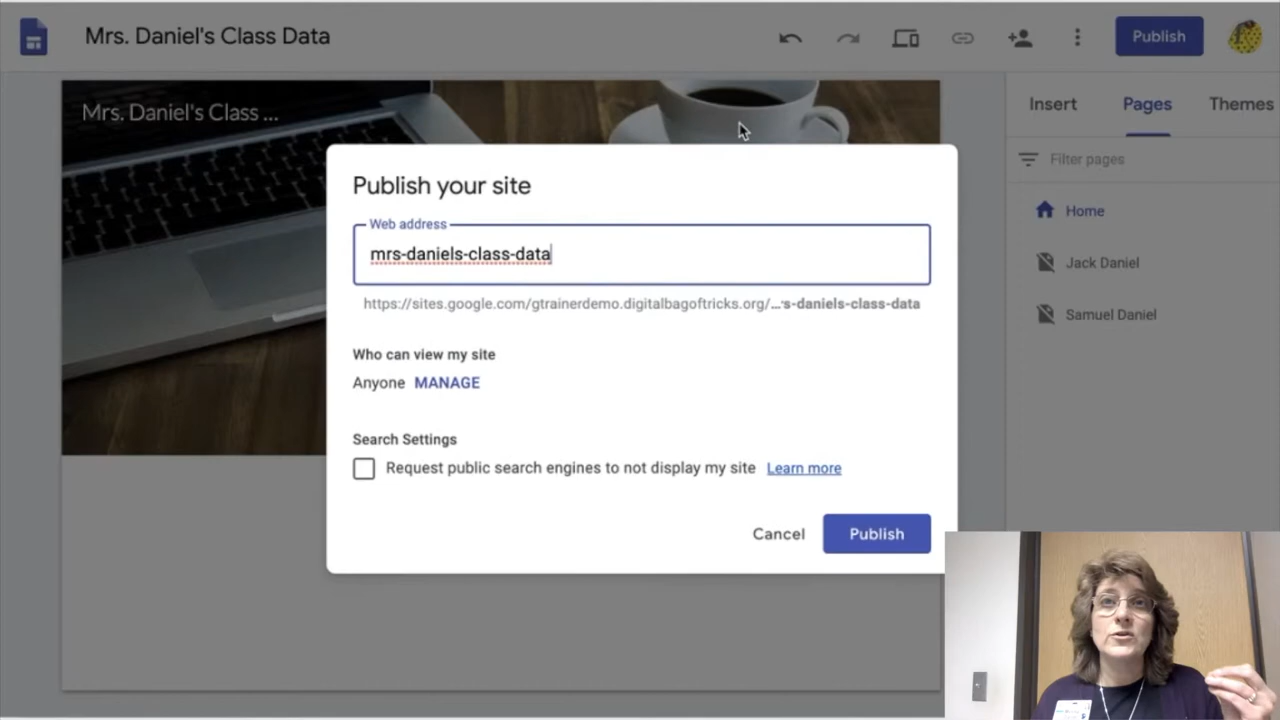 Mrs. Daniel's Class Data
Publish
Mrs. Daniel's Class ...
Insert
Pages
Themes
Filter pages
Home
Jack Daniel
Samuel Daniel
Publish your site
Web address
mrs-daniels-class-data
https://sites.google.com/gtrainerdemo.digitalbagoftricks.org/...'s-daniels-class-data
Who can view my site
Anyone MANAGE
Search Settings
Request public search engines to not display my site Learn more
Cancel
Publish